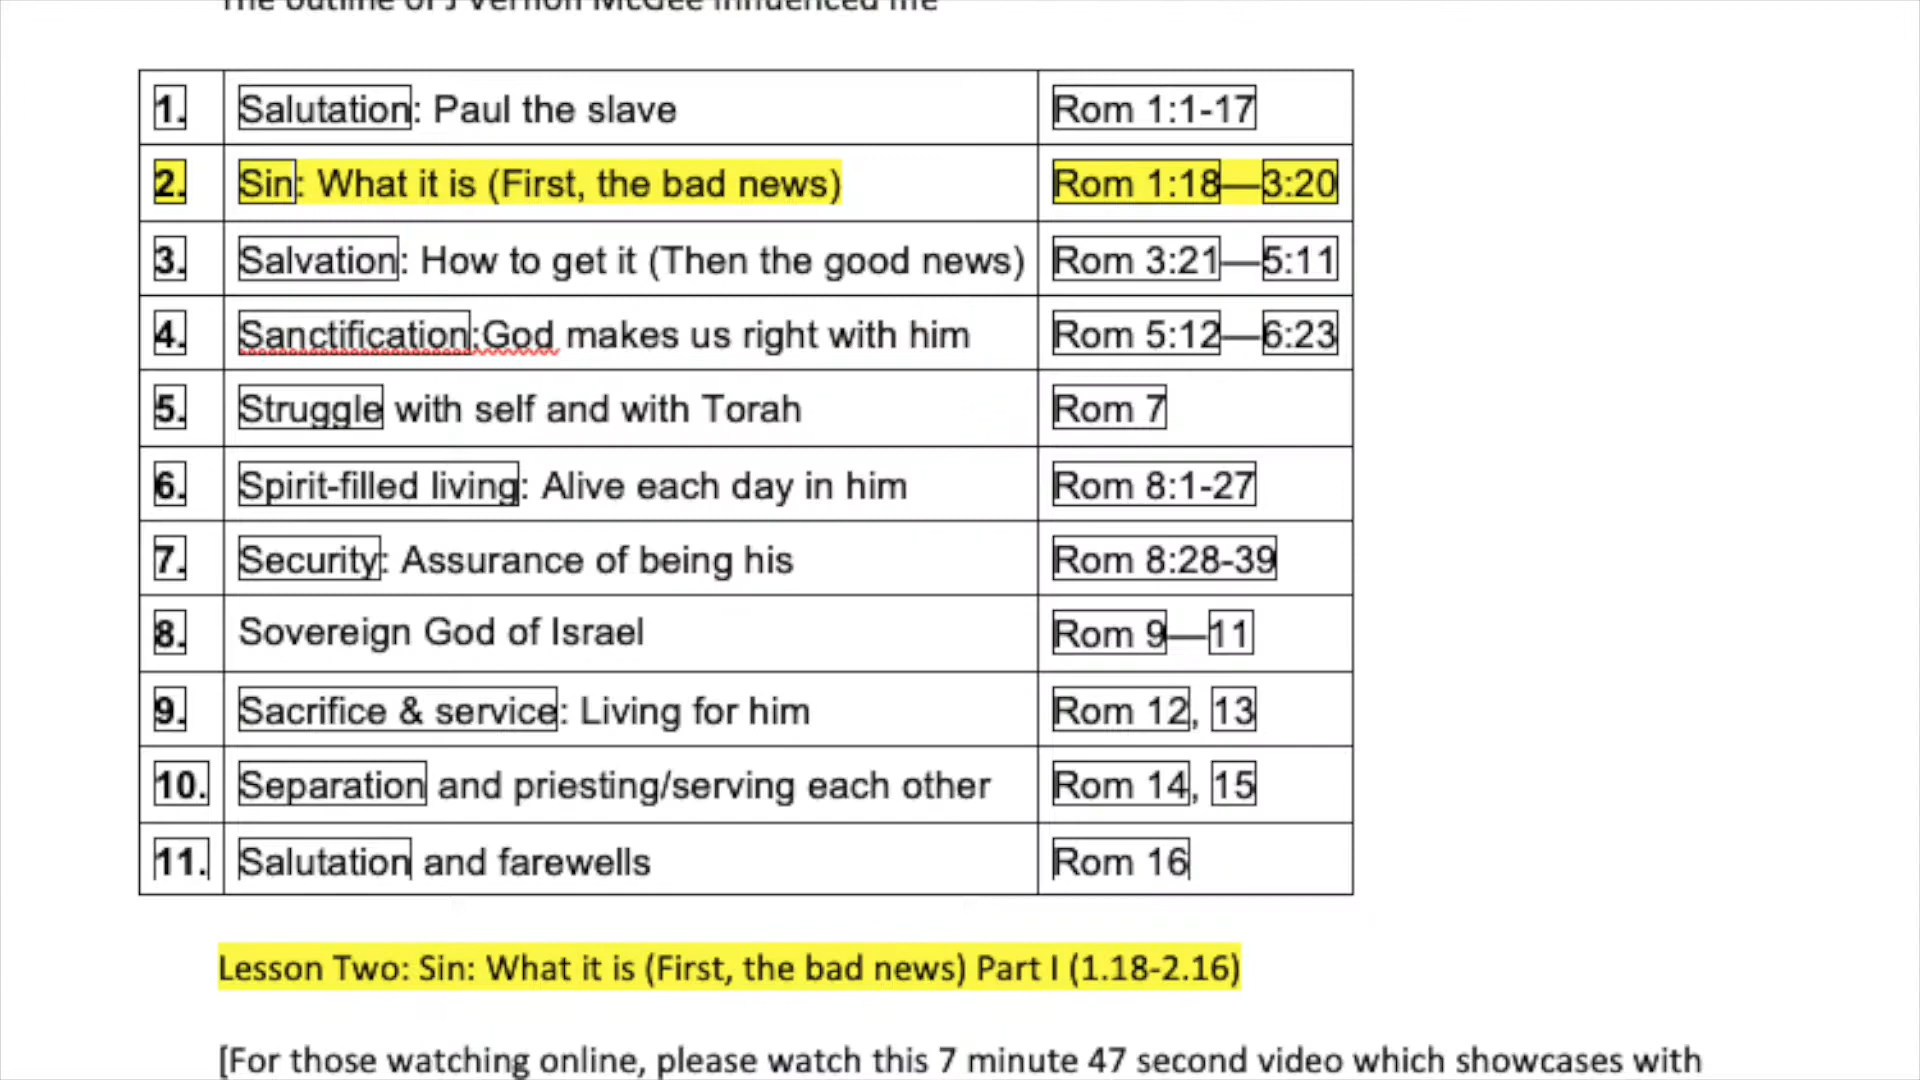 The outline of J Vernon McGee influenced me
1. Salutation: Paul the slave Rom 1:1-17
2. Sin: What it is (First, the bad news) Rom 1:18—3:20
3. Salvation: How to get it (Then the good news) Rom 3:21—5:11
4. Sanctification:God makes us right with him Rom 5:12—6:23
5. Struggle with self and with Torah Rom 7
6. Spirit-filled living: Alive each day in him Rom 8:1-27
7. Security: Assurance of being his Rom 8:28-39
8. Sovereign God of Israel Rom 9—11
9. Sacrifice & service: Living for him Rom 12, 13
10. Separation and priesting/serving each other Rom 14, 15
11. Salutation and farewells Rom 16
Lesson Two: Sin: What it is (First, the bad news) Part I (1.18-2.16)
[For those watching online, please watch this 7 minute 47 second video which showcases with